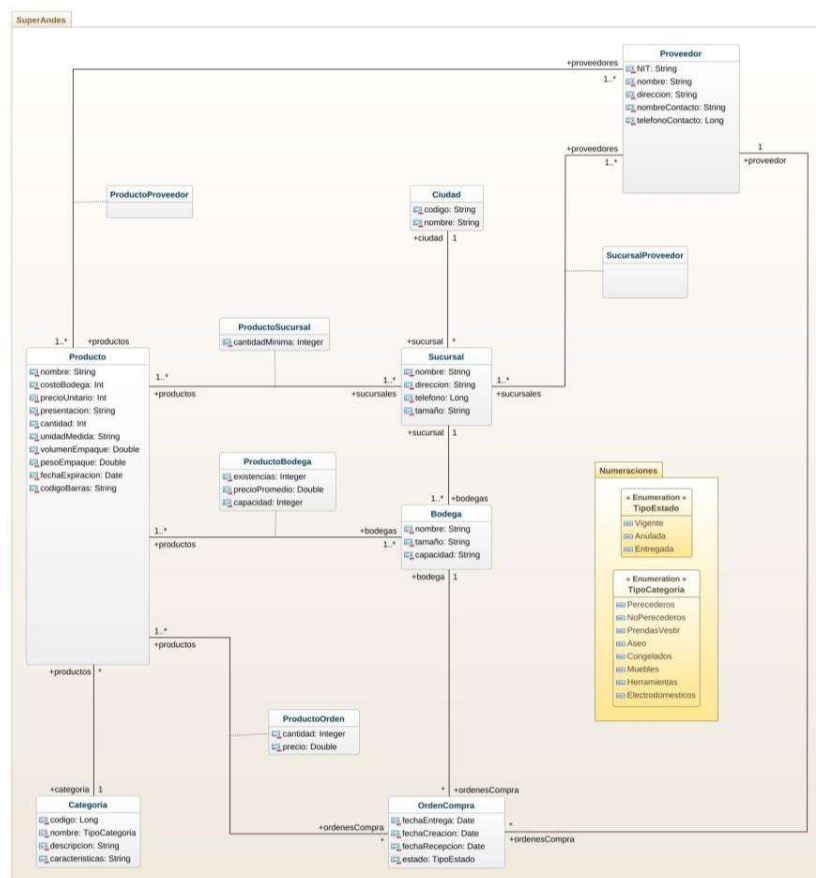 SuperAndes
Proveedor
NIT: String
nombre: String
direccion: String
nombreContacto: String
telefonoContacto: Long
+proveedores
1..*
+proveedores
1..*
1
+proveedor
ProductoProveedor
Ciudad
codigo: String
nombre: String
+ciudad 1
SucursalProveedor
ProductoSucursal
cantidadMinima: Integer
1..* +productos
+sucursal *
Producto
nombre: String
costoBodega: Int
precioUnitario: Int
presentacion: String
cantidad: Int
unidadMedida: String
volumenEmpaque: Double
pesoEmpaque: Double
fechaExpiracion: Date
codigoBarras: String
1..*
+productos
1..*
+sucursales
Sucursal
nombre: String
direccion: String
telefono: Long
tamaño: String
1..*
+sucursales
+sucursal 1
ProductoBodega
existencias: Integer
precioPromedio: Double
capacidad: Integer
1..* +bodegas
1..*
+productos
+bodegas
1..*
Bodega
nombre: String
tamaño: String
capacidad: String
+bodega 1
Numeraciones
« Enumeration »
TipoEstado
Vigente
Anulada
Entregada
« Enumeration »
TipoCategoria
Perecederos
NoPerecederos
PrendasVestir
Aseo
Congelados
Muebles
Herramientas
Electrodomesticos
1..*
+productos
+productos *
ProductoOrden
cantidad: Integer
precio: Double
+categoria 1
* +ordenesCompra
Categoria
codigo: Long
nombre: TipoCategoria
descripcion: String
caracteristicas: String
+ordenesCompra
*
OrdenCompra
fechaEntrega: Date
fechaCreacion: Date
fechaRecepcion: Date
estado: TipoEstado
*
+ordenesCompra